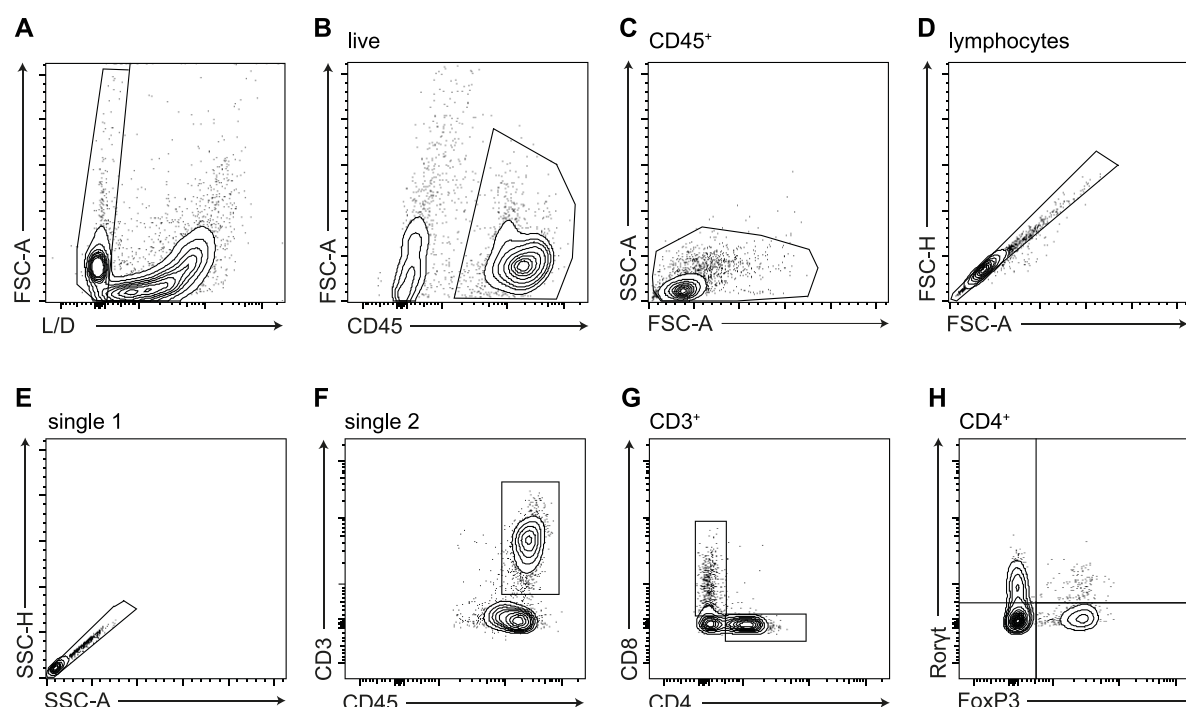 A
live
FSC-A
L/D
B
FSC-A
CD45
C
CD45⁺
SSC-A
FSC-A
D
lymphocytes
FSC-H
FSC-A
E
single 1
SSC-H
SSC-A
F
single 2
CD3
CD45
G
CD3⁺
CD8
CD4
H
CD4⁺
Rorγt
FoxP3